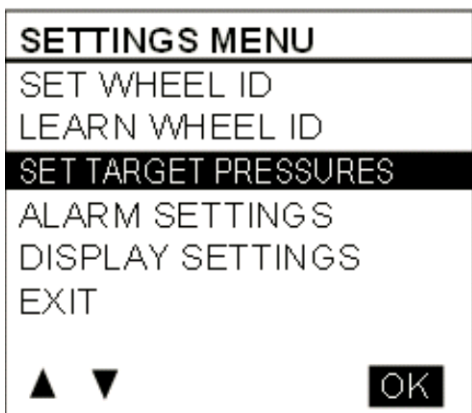 SETTINGS MENU
SET WHEEL ID
LEARN WHEEL ID
SET TARGET PRESSURES
ALARM SETTINGS
DISPLAY SETTINGS
EXIT
▲ ▼ OK